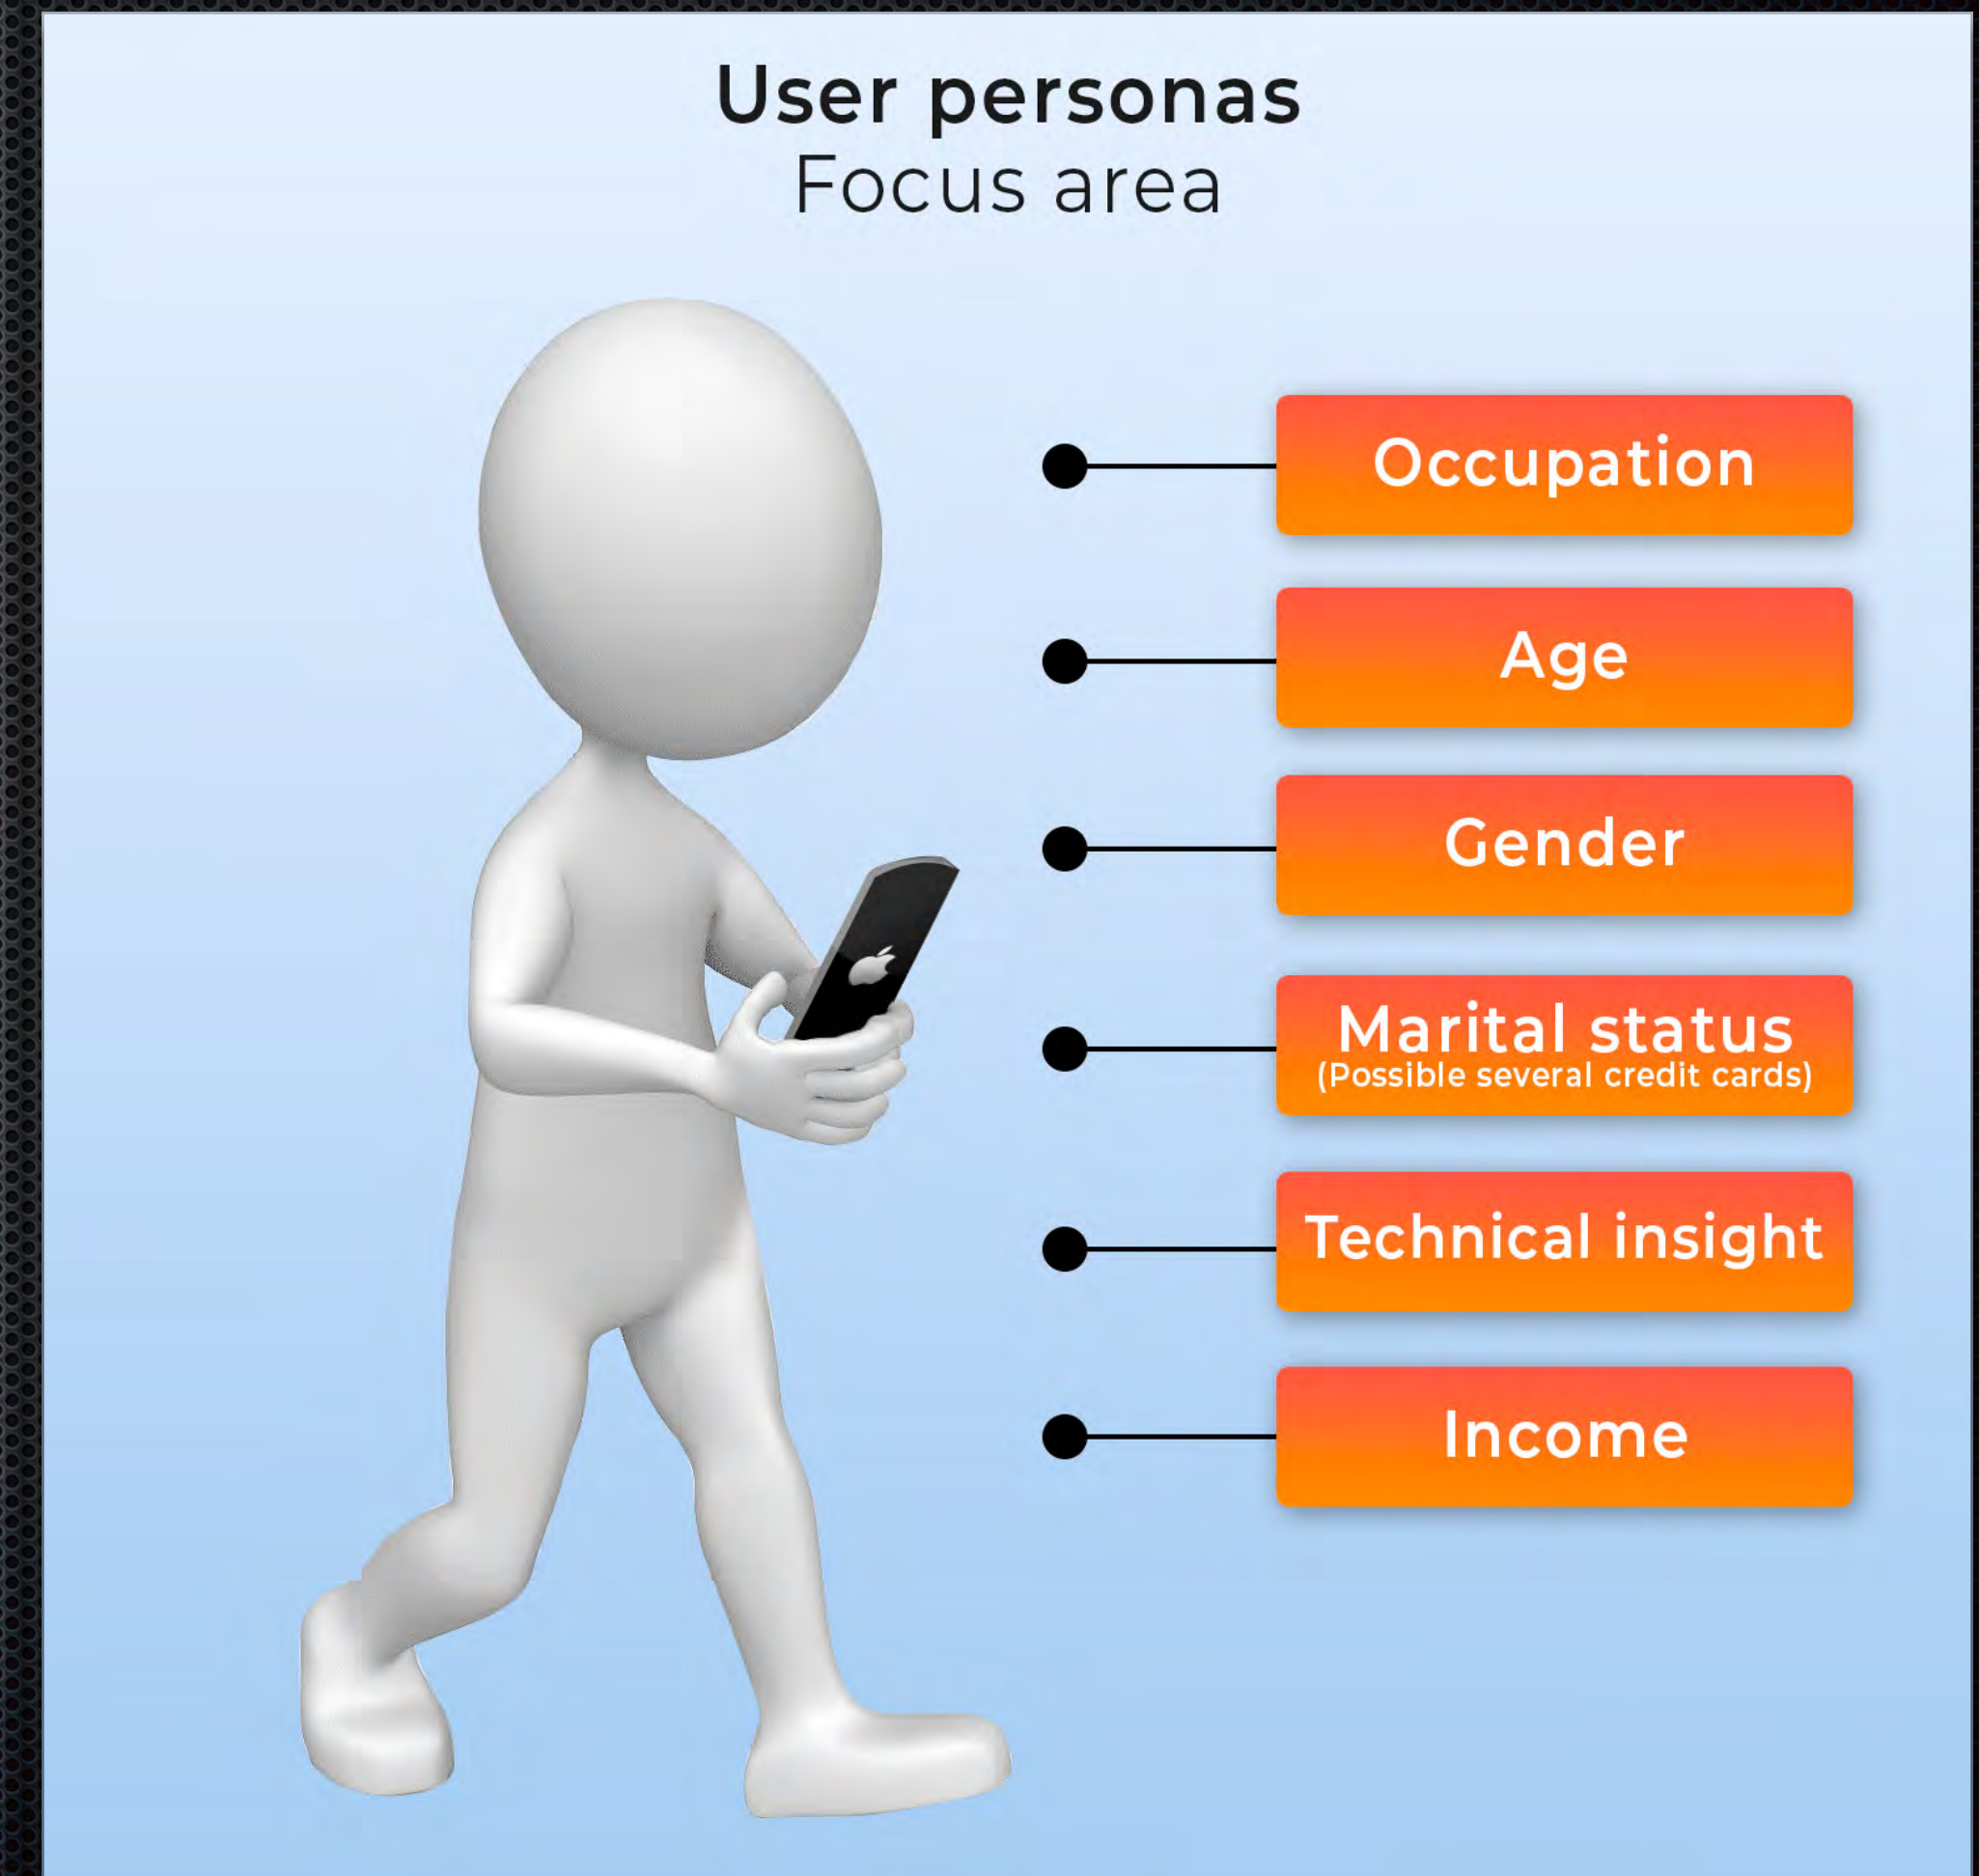 User personas
Focus area
Occupation
Age
Gender
Marital status
(Possible several credit cards)
Technical insight
Income